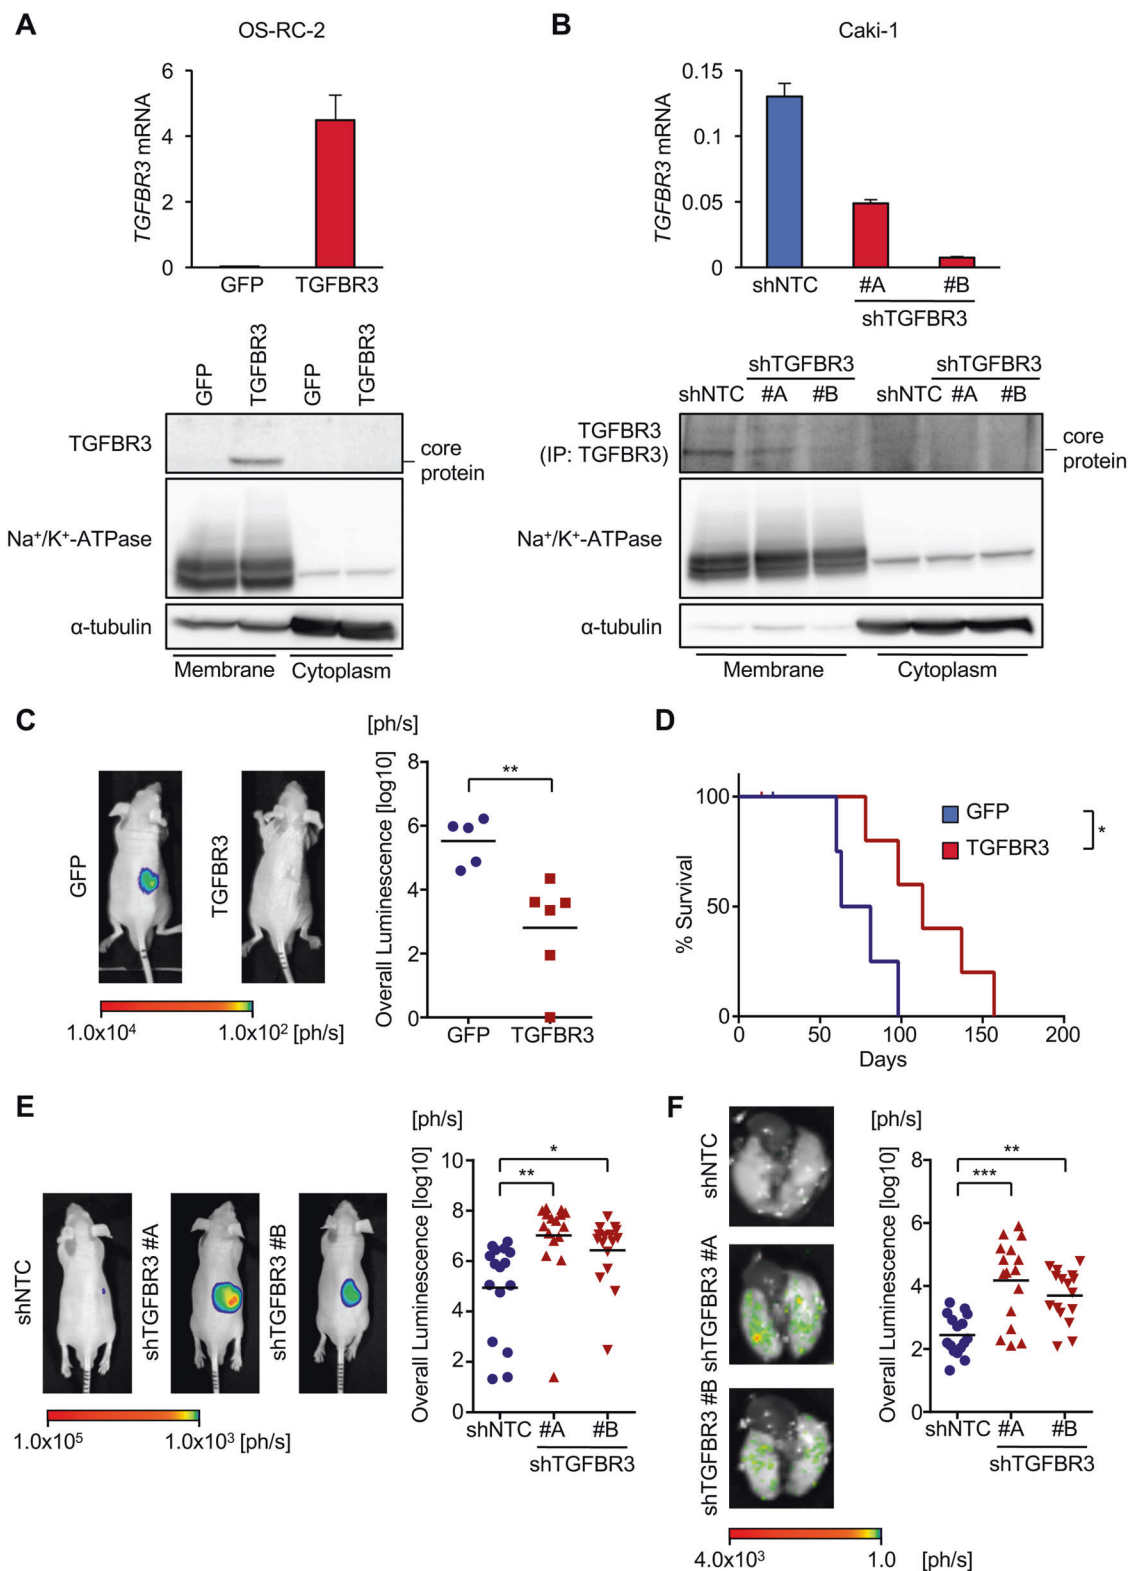 A
OS-RC-2
TGFBR3 mRNA
6
4
2
0
GFP
TGFBR3
GFP
TGFBR3
GFP
TGFBR3
TGFBR3
core
protein
Na⁺/K⁺-ATPase
α-tubulin
Membrane
Cytoplasm
B
Caki-1
TGFBR3 mRNA
0.15
0.1
0.05
0
shNTC
#A
#B
shTGFBR3
shTGFBR3
shTGFBR3
shNTC #A #B
shNTC #A #B
TGFBR3
(IP: TGFBR3)
core
protein
Na⁺/K⁺-ATPase
α-tubulin
Membrane
Cytoplasm
C
GFP
TGFBR3
1.0x10⁴
1.0x10² [ph/s]
[ph/s]
Overall Luminescence [log10]
8
6
4
2
0
**
GFP
TGFBR3
D
% Survival
100
50
0
0
50
100
150
200
Days
GFP
TGFBR3
*
E
shNTC
shTGFBR3 #A
shTGFBR3 #B
1.0x10⁵
1.0x10³ [ph/s]
[ph/s]
Overall Luminescence [log10]
10
8
6
4
2
0
*
**
shNTC
#A
#B
shTGFBR3
F
shNTC
shTGFBR3 #A
shTGFBR3 #B
4.0x10³
1.0
[ph/s]
[ph/s]
Overall Luminescence [log10]
8
6
4
2
0
**
***
shNTC
#A
#B
shTGFBR3